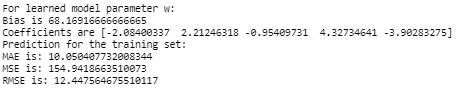 For learned model parameter w:
Bias is 68.16916666666665
Coefficients are [-2.08400337  2.21246318 -0.95409731  4.32734641 -3.90283275]
Prediction for the training set:
MAE is: 10.050407732008344
MSE is: 154.9418663510073
RMSE is: 12.447564675510117